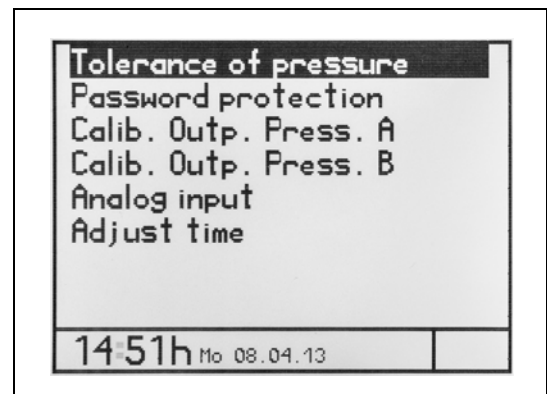 Tolerance of pressure
Password protection
Calib. Outp. Press. A
Calib. Outp. Press. B
Analog input
Adjust time
14:51h Mo 08.04.13